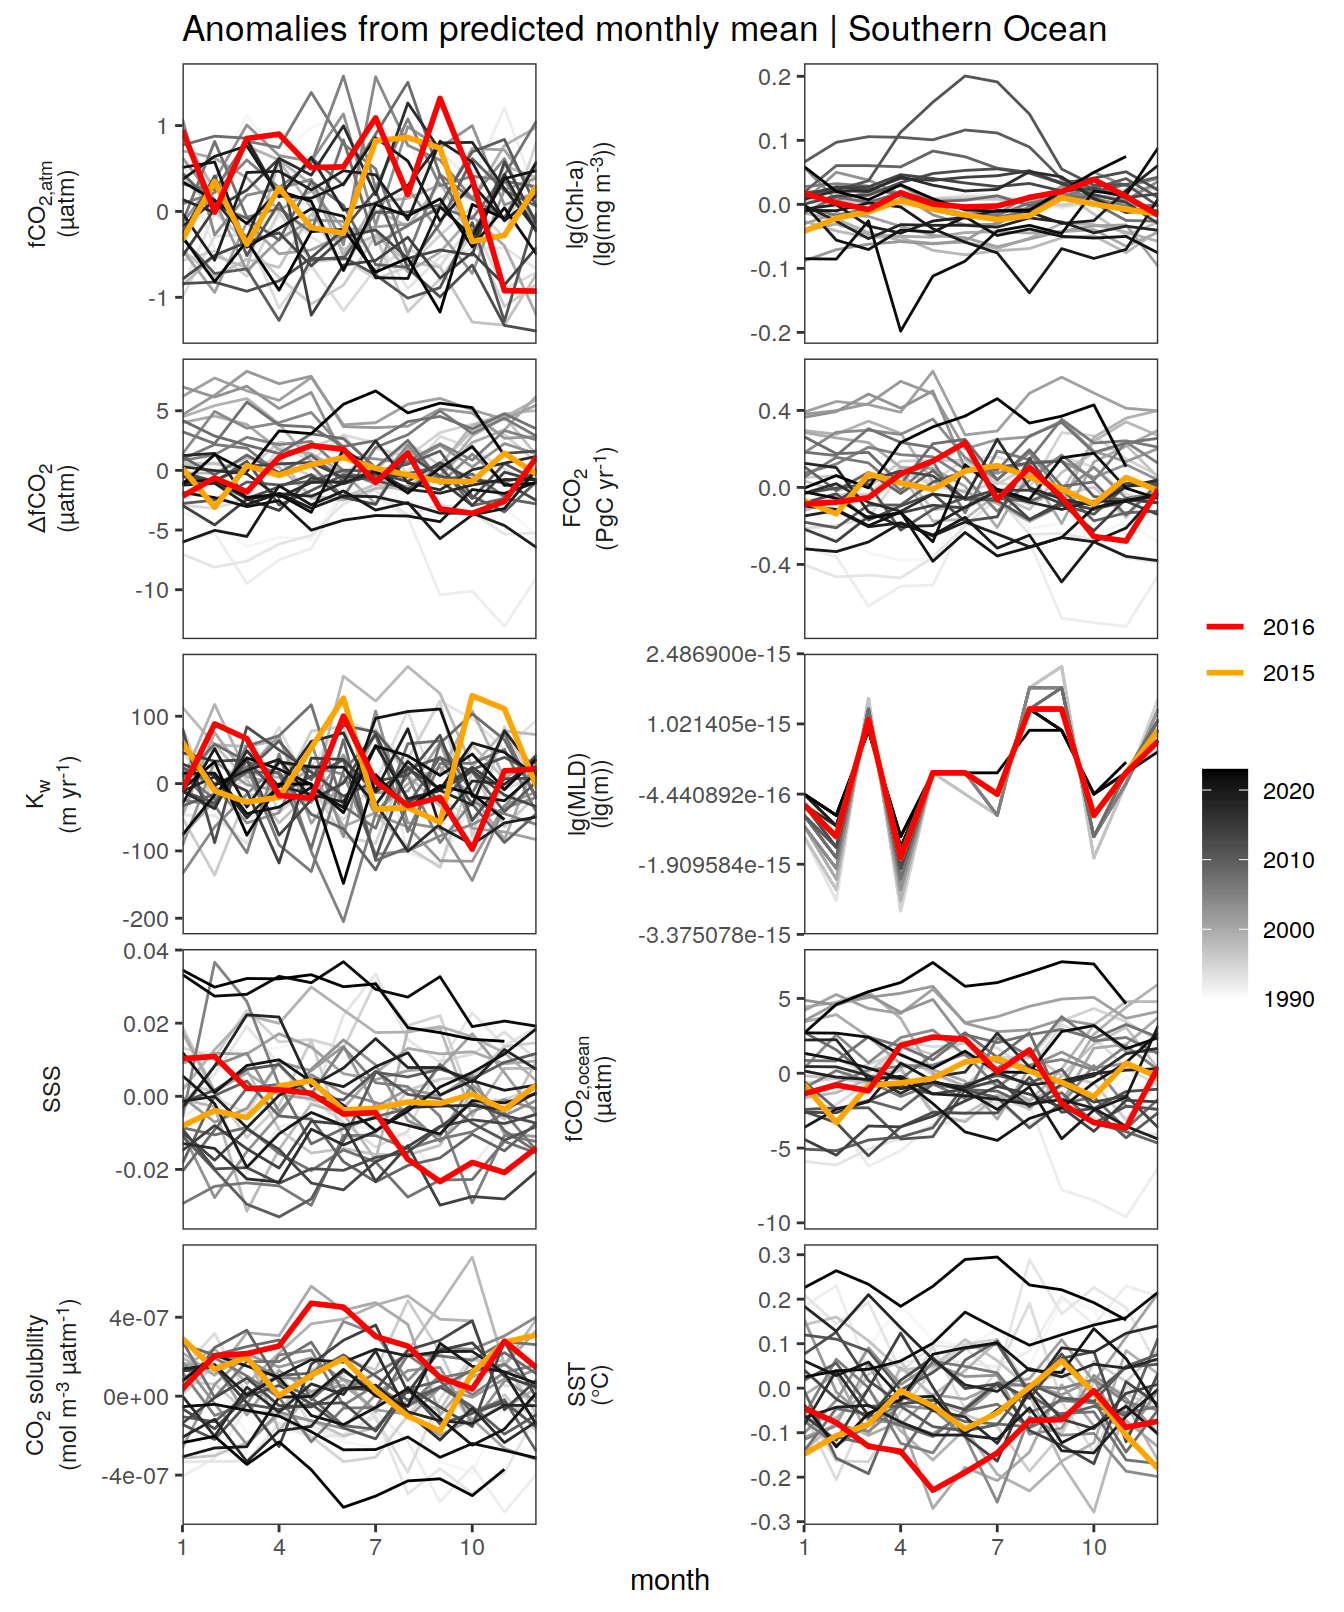 Anomalies from predicted monthly mean | Southern Ocean
fCO2,atm
(µatm)
1
0
-1
lg(Chl-a)
(lg(mg m-3))
0.2
0.1
0.0
-0.1
-0.2
ΔfCO2
(µatm)
5
0
-5
-10
FCO2
(PgC yr-1)
0.4
0.0
-0.4
Kw
(m yr-1)
100
0
-100
-200
lg(MLD)
(lg(m))
2.486900e-15
1.021405e-15
-4.440892e-16
-1.909584e-15
-3.375078e-15
SSS
0.04
0.02
0.00
-0.02
fCO2,ocean
(µatm)
5
0
-5
-10
CO2 solubility
(mol m-3 µatm-1)
4e-07
0e+00
-4e-07
SST
(°C)
0.3
0.2
0.1
0.0
-0.1
-0.2
-0.3
1 4 7 10
1 4 7 10
month
2016
2015
2020
2010
2000
1990